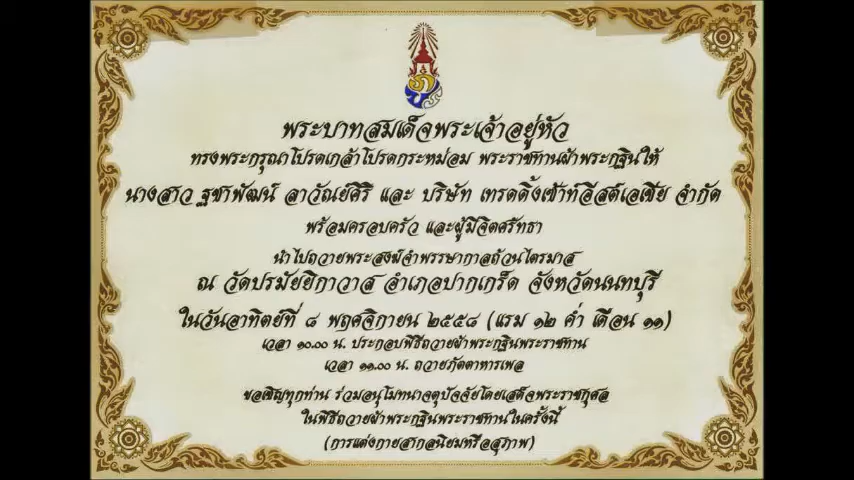 พระบาทสมเด็จพระเจ้าอยู่หัว
ทรงพระกรุณาโปรดเกล้าโปรดกระหม่อม พระราชทานผ้าพระกฐินให้
นางสาว ฐชาพัฒน์ ลาวัณย์ศิริ และ บริษัท เทรดดิ้งเซ้าท์อีสต์เอเชีย จำกัด
พร้อมครอบครัว และผู้มีจิตศรัทธา
นำไปถวายพระสงฆ์จำพรรษากาลถ้วนไตรมาส
ณ วัดปรมัยยิกาวาส อำเภอปากเกร็ด จังหวัดนนทบุรี
ในวันอาทิตย์ที่ ๘ พฤศจิกายน ๒๕๕๘ (แรม ๑๒ ค่ำ เดือน ๑๑)
เวลา ๑๐.๐๐ น. ประกอบพิธีถวายผ้าพระกฐินพระราชทาน
เวลา ๑๑.๐๐ น. ถวายภัตตาหารเพล
ขอเชิญทุกท่าน ร่วมอนุโมทนาจตุปัจจัยโดยเสด็จพระราชกุศล
ในพิธีถวายผ้าพระกฐินพระราชทานในครั้งนี้
(การแต่งกายสากลนิยมหรือสุภาพ)